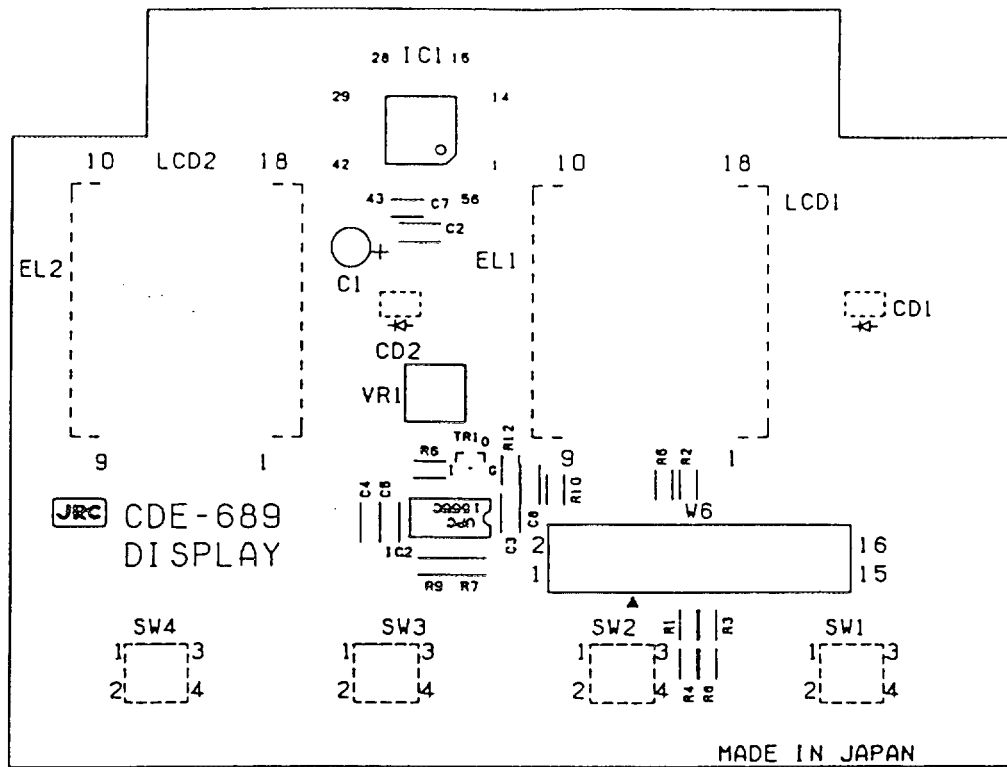 28 IC1 15
29 14
42 1
10 LCD2 18
10 18
LCD1
43 C7 56
C2
EL2
C1
EL1
CD1
CD2
VR1
9 1
R6 TR1 O
I G
R12
9 1
R10
R6 R2
JRC CDE-689
DISPLAY
C4 C5
UPC
IC2
C3 C8
W6
2 16
1 15
R9 R7
SW4 SW3 SW2 SW1
R1 R3
1 3 1 3 1 3 1 3
2 4 2 4 2 4 2 4
R4 R8
MADE IN JAPAN